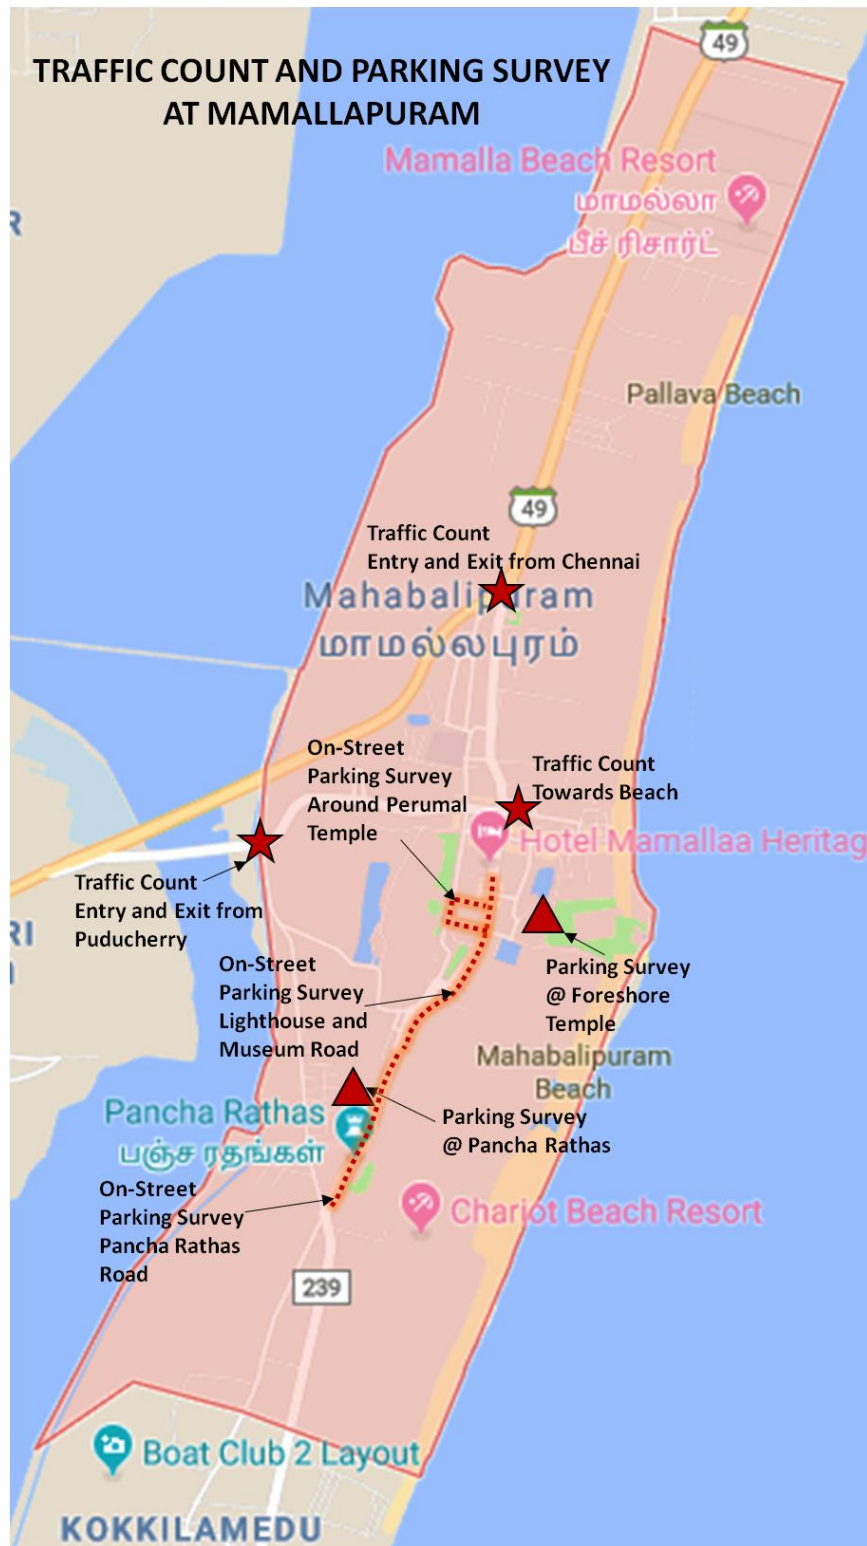 TRAFFIC COUNT AND PARKING SURVEY
AT MAMALLAPURAM
49
Mamalla Beach Resort
மாமல்லா
பீச் ரிசார்ட்
R
Pallava Beach
49
Traffic Count
Entry and Exit from Chennai
Mahabalipuram
மாமல்லபுரம்
On-Street
Parking Survey
Around Perumal
Temple
Traffic Count
Towards Beach
Hotel Mamallaa Heritag
Traffic Count
Entry and Exit from
Puducherry
RI
On-Street
Parking Survey
Lighthouse and
Museum Road
Parking Survey
@ Foreshore
Temple
Mahabalipuram
Beach
Pancha Rathas
பஞ்ச ரதங்கள்
Parking Survey
@ Pancha Rathas
On-Street
Parking Survey
Pancha Rathas
Road
Chariot Beach Resort
239
Boat Club 2 Layout
KOKKILAMEDU